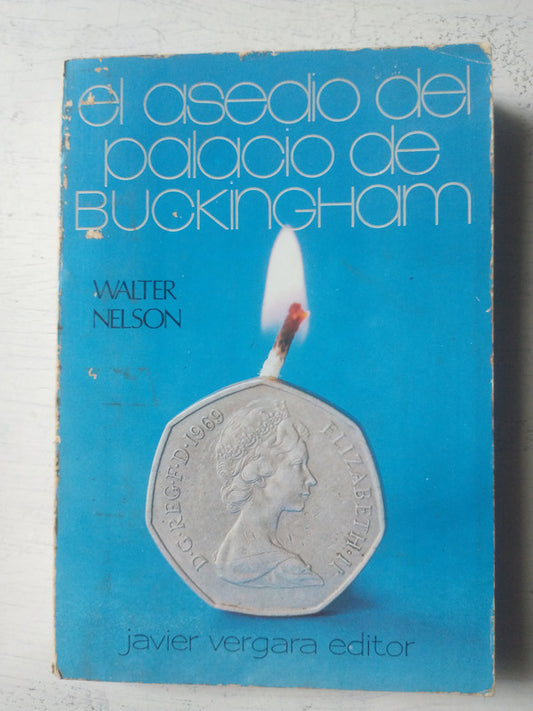 el asedio del
palacio de
BUCKINGHAM
WALTER
NELSON
D·G·REG·F·D·1969
ELIZABETH·II
javier vergara editor